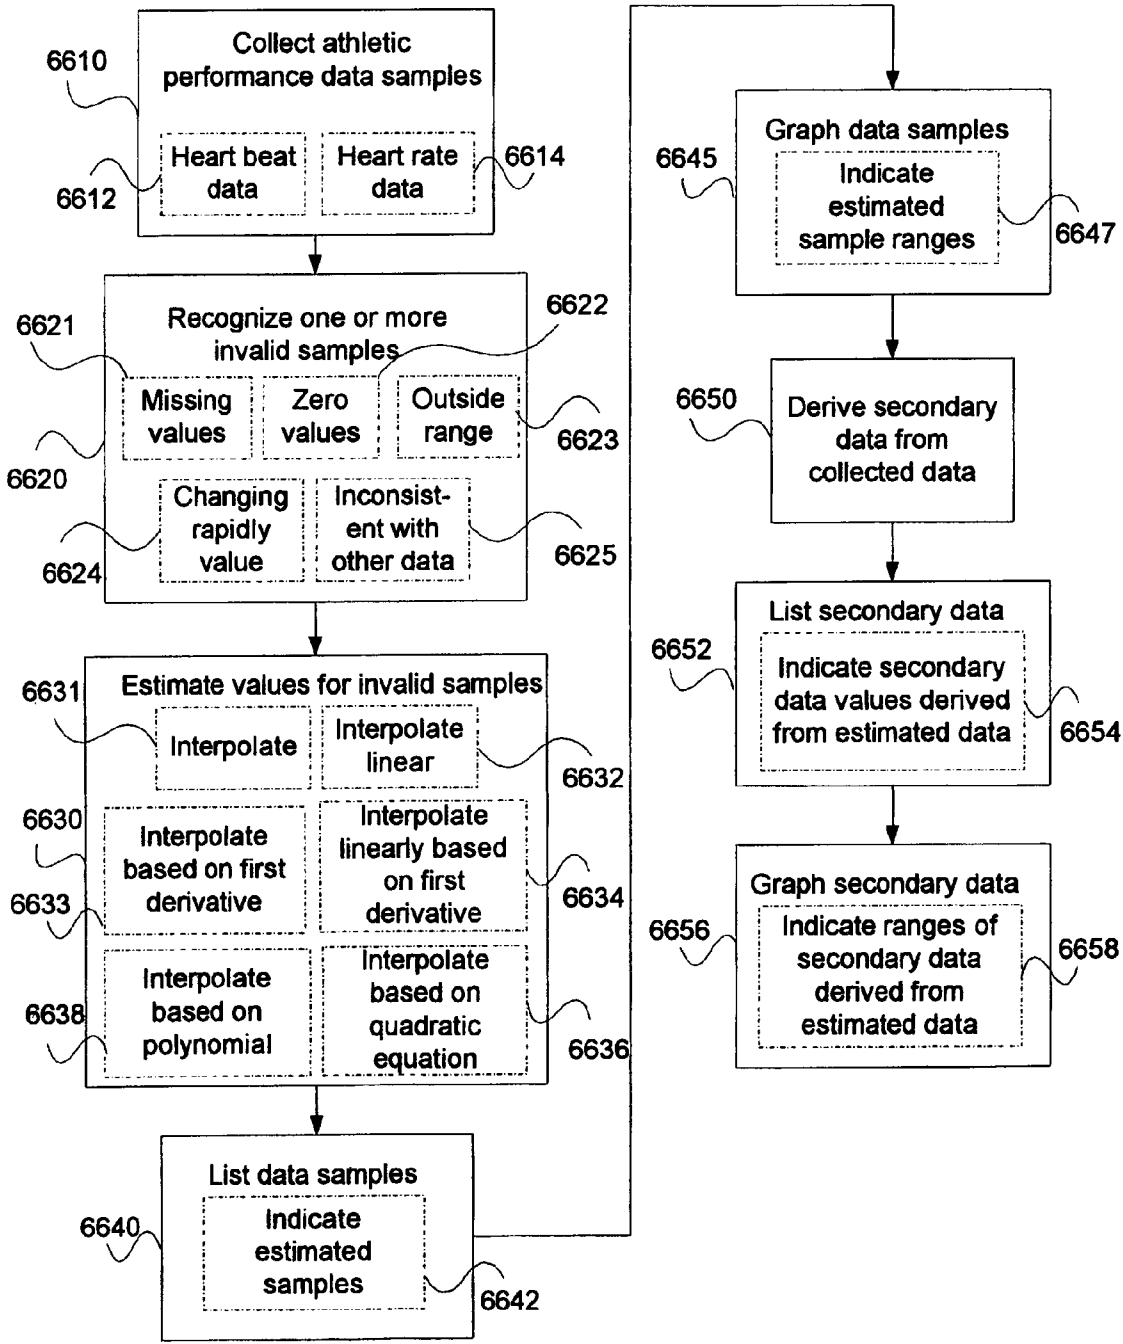 Collect athletic
performance data samples
6610
Heart beat
data
Heart rate
data
6612
6614
Recognize one or more
invalid samples
6621
6622
Missing
values
Zero
values
Outside
range
6623
6620
Changing
rapidly
value
Inconsist-
ent with
other data
6624
6625
Estimate values for invalid samples
6631
Interpolate
Interpolate
linear
6632
6630
Interpolate
based on first
derivative
Interpolate
linearly based
on first
derivative
6633
6634
Interpolate
based on
polynomial
Interpolate
based on
quadratic
equation
6638
6636
List data samples
6640
Indicate
estimated
samples
6642
Graph data samples
6645
Indicate
estimated
sample ranges
6647
6650
Derive secondary
data from
collected data
List secondary data
6652
Indicate secondary
data values derived
from estimated data
6654
Graph secondary data
6656
Indicate ranges of
secondary data
derived from
estimated data
6658